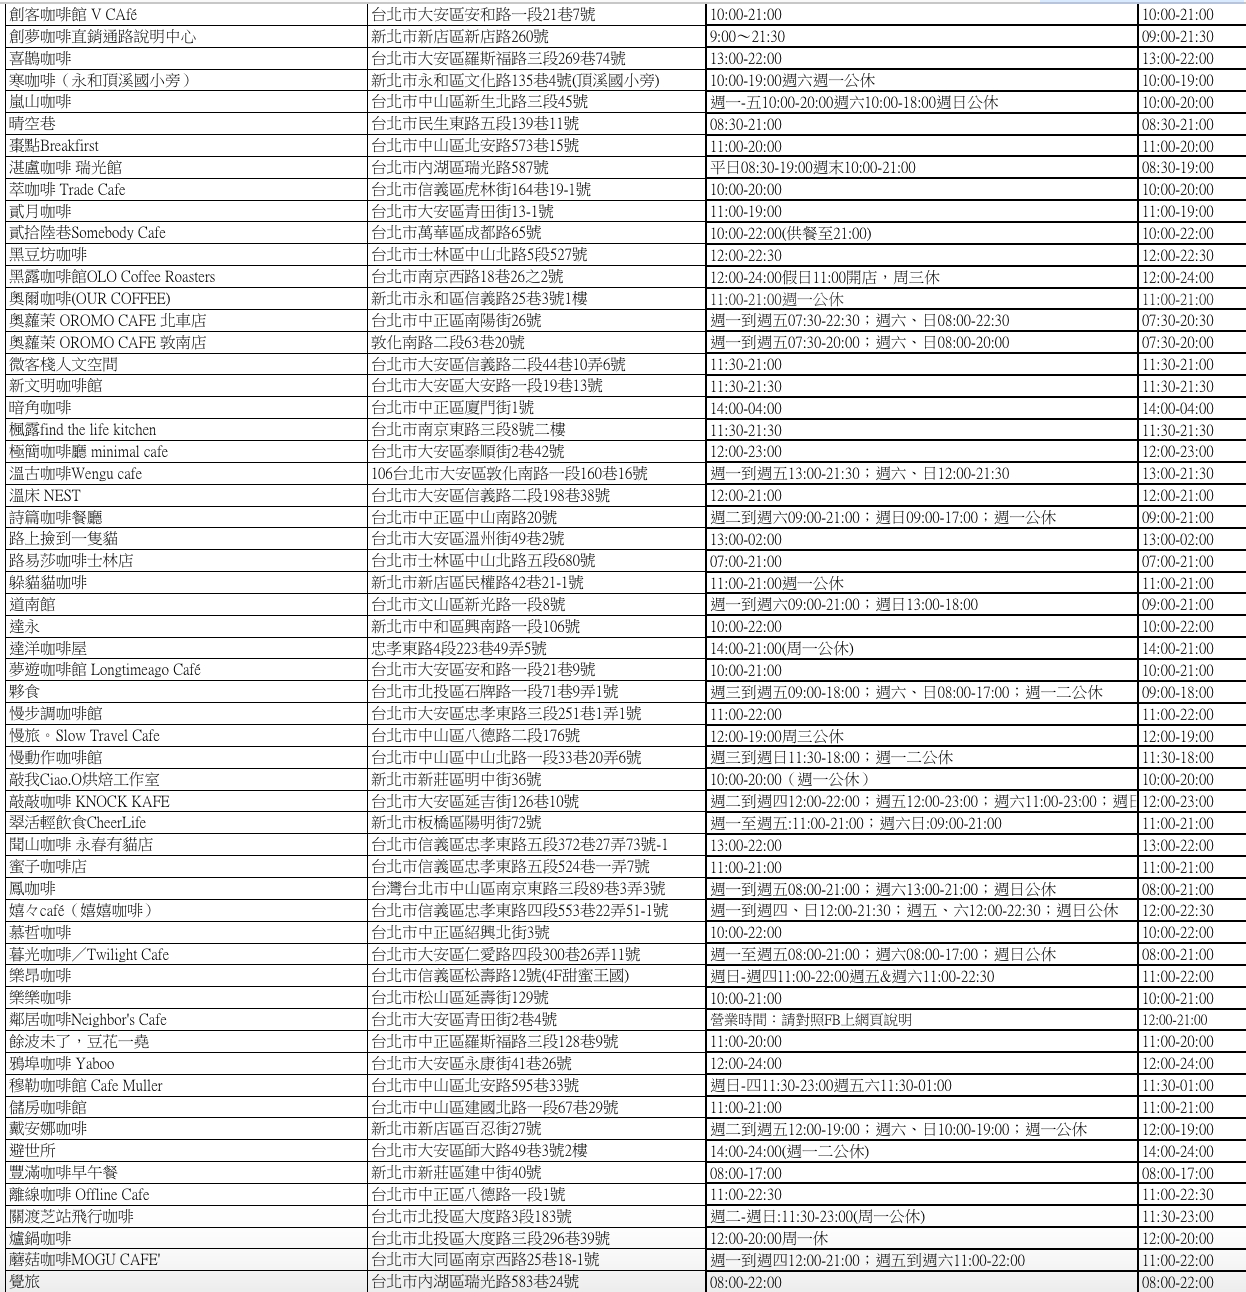 創客咖啡館 V CAfé 台北市大安區安和路一段21巷7號 10:00-21:00 10:00-21:00
創夢咖啡直銷通路說明中心 新北市新店區新店路260號 9:00～21:30 09:00-21:30
喜鵲咖啡 台北市大安區羅斯福路三段269巷74號 13:00-22:00 13:00-22:00
寒咖啡（永和頂溪國小旁） 新北市永和區文化路135巷4號(頂溪國小旁) 10:00-19:00週六週一公休 10:00-19:00
嵐山咖啡 台北市中山區新生北路三段45號 週一-五10:00-20:00週六10:00-18:00週日公休 10:00-20:00
晴空巷 台北市民生東路五段139巷11號 08:30-21:00 08:30-21:00
棗點Breakfirst 台北市中山區北安路573巷15號 11:00-20:00 11:00-20:00
湛盧咖啡 瑞光館 台北市內湖區瑞光路587號 平日08:30-19:00週末10:00-21:00 08:30-19:00
萃咖啡 Trade Cafe 台北市信義區虎林街164巷19-1號 10:00-20:00 10:00-20:00
貳月咖啡 台北市大安區青田街13-1號 11:00-19:00 11:00-19:00
貳拾陸巷Somebody Cafe 台北市萬華區成都路65號 10:00-22:00(供餐至21:00) 10:00-22:00
黑豆坊咖啡 台北市士林區中山北路5段527號 12:00-22:30 12:00-22:30
黑露咖啡館OLO Coffee Roasters 台北市南京西路18巷26之2號 12:00-24:00假日11:00開店，周三休 12:00-24:00
奧爾咖啡(OUR COFFEE) 新北市永和區信義路25巷3號1樓 11:00-21:00週一公休 11:00-21:00
奧蘿茉 OROMO CAFE 北車店 台北市中正區南陽街26號 週一到週五07:30-22:30；週六、日08:00-22:30 07:30-20:30
奧蘿茉 OROMO CAFE 敦南店 敦化南路二段63巷20號 週一到週五07:30-20:00；週六、日08:00-20:00 07:30-20:00
微客棧人文空間 台北市大安區信義路二段44巷10弄6號 11:30-21:00 11:30-21:00
新文明咖啡館 台北市大安區大安路一段19巷13號 11:30-21:30 11:30-21:30
暗角咖啡 台北市中正區廈門街1號 14:00-04:00 14:00-04:00
楓露find the life kitchen 台北市南京東路三段8號二樓 11:30-21:30 11:30-21:30
極簡咖啡廳 minimal cafe 台北市大安區泰順街2巷42號 12:00-23:00 12:00-23:00
溫古咖啡Wengu cafe 106台北市大安區敦化南路一段160巷16號 週一到週五13:00-21:30；週六、日12:00-21:30 13:00-21:30
溫床 NEST 台北市大安區信義路二段198巷38號 12:00-21:00 12:00-21:00
詩篇咖啡餐廳 台北市中正區中山南路20號 週二到週六09:00-21:00；週日09:00-17:00；週一公休 09:00-21:00
路上撿到一隻貓 台北市大安區溫州街49巷2號 13:00-02:00 13:00-02:00
路易莎咖啡士林店 台北市士林區中山北路五段680號 07:00-21:00 07:00-21:00
躲貓貓咖啡 新北市新店區民權路42巷21-1號 11:00-21:00週一公休 11:00-21:00
道南館 台北市文山區新光路一段8號 週一到週六09:00-21:00；週日13:00-18:00 09:00-21:00
達永 新北市中和區興南路一段106號 10:00-22:00 10:00-22:00
達洋咖啡屋 忠孝東路4段223巷49弄5號 14:00-21:00(周一公休) 14:00-21:00
夢遊咖啡館 Longtimeago Café 台北市大安區安和路一段21巷9號 10:00-21:00 10:00-21:00
夥食 台北市北投區石牌路一段71巷9弄1號 週三到週五09:00-18:00；週六、日08:00-17:00；週一二公休 09:00-18:00
慢步調咖啡館 台北市大安區忠孝東路三段251巷1弄1號 11:00-22:00 11:00-22:00
慢旅。Slow Travel Cafe 台北市中山區八德路二段176號 12:00-19:00周三公休 12:00-19:00
慢動作咖啡館 台北市中山區中山北路一段33巷20弄6號 週三到週日11:30-18:00；週一二公休 11:30-18:00
敲我Ciao.O烘焙工作室 新北市新莊區明中街36號 10:00-20:00（週一公休） 10:00-20:00
敲敲咖啡 KNOCK KAFE 台北市大安區延吉街126巷10號 週二到週四12:00-22:00；週五12:00-23:00；週六11:00-23:00；週日 12:00-23:00
翠活輕飲食CheerLife 新北市板橋區陽明街72號 週一至週五:11:00-21:00；週六日:09:00-21:00 11:00-21:00
聞山咖啡 永春有貓店 台北市信義區忠孝東路五段372巷27弄73號-1 13:00-22:00 13:00-22:00
蜜子咖啡店 台北市信義區忠孝東路五段524巷一弄7號 11:00-21:00 11:00-21:00
鳳咖啡 台灣台北市中山區南京東路三段89巷3弄3號 週一到週五08:00-21:00；週六13:00-21:00；週日公休 08:00-21:00
嬉々café（嬉嬉咖啡） 台北市信義區忠孝東路四段553巷22弄51-1號 週一到週四、日12:00-21:30；週五、六12:00-22:30；週日公休 12:00-22:30
慕哲咖啡 台北市中正區紹興北街3號 10:00-22:00 10:00-22:00
暮光咖啡／Twilight Cafe 台北市大安區仁愛路四段300巷26弄11號 週一至週五08:00-21:00；週六08:00-17:00；週日公休 08:00-21:00
樂昂咖啡 台北市信義區松壽路12號(4F甜蜜王國) 週日-週四11:00-22:00週五&週六11:00-22:30 11:00-22:00
樂樂咖啡 台北市松山區延壽街129號 10:00-21:00 10:00-21:00
鄰居咖啡Neighbor's Cafe 台北市大安區青田街2巷4號 營業時間：請對照FB上網頁說明 12:00-21:00
餘波未了，豆花一堯 台北市中正區羅斯福路三段128巷9號 11:00-20:00 11:00-20:00
鴉埠咖啡 Yaboo 台北市大安區永康街41巷26號 12:00-24:00 12:00-24:00
穆勒咖啡館 Cafe Muller 台北市中山區北安路595巷33號 週日-四11:30-23:00週五六11:30-01:00 11:30-01:00
儲房咖啡館 台北市中山區建國北路一段67巷29號 11:00-21:00 11:00-21:00
戴安娜咖啡 新北市新店區百忍街27號 週二到週五12:00-19:00；週六、日10:00-19:00；週一公休 12:00-19:00
避世所 台北市大安區師大路49巷3號2樓 14:00-24:00(週一二公休) 14:00-24:00
豐滿咖啡早午餐 新北市新莊區建中街40號 08:00-17:00 08:00-17:00
離線咖啡 Offline Cafe 台北市中正區八德路一段1號 11:00-22:30 11:00-22:30
關渡芝站飛行咖啡 台北市北投區大度路3段183號 週二-週日:11:30-23:00(周一公休) 11:30-23:00
爐鍋咖啡 台北市北投區大度路三段296巷39號 12:00-20:00周一休 12:00-20:00
蘑菇咖啡MOGU CAFE' 台北市大同區南京西路25巷18-1號 週一到週四12:00-21:00；週五到週六11:00-22:00 11:00-22:00
覺旅 台北市內湖區瑞光路583巷24號 08:00-22:00 08:00-22:00